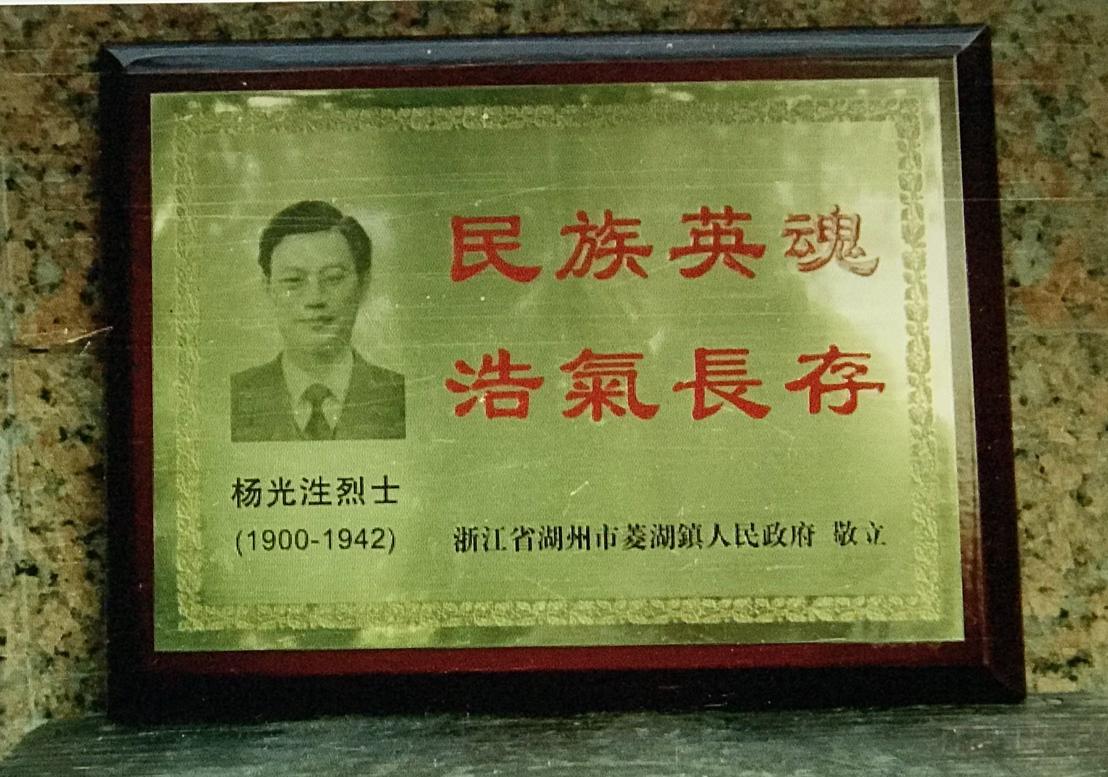 民族英魂
浩氣長存
杨光泩烈士
(1900-1942)
浙江省湖州市菱湖鎮人民政府 敬立